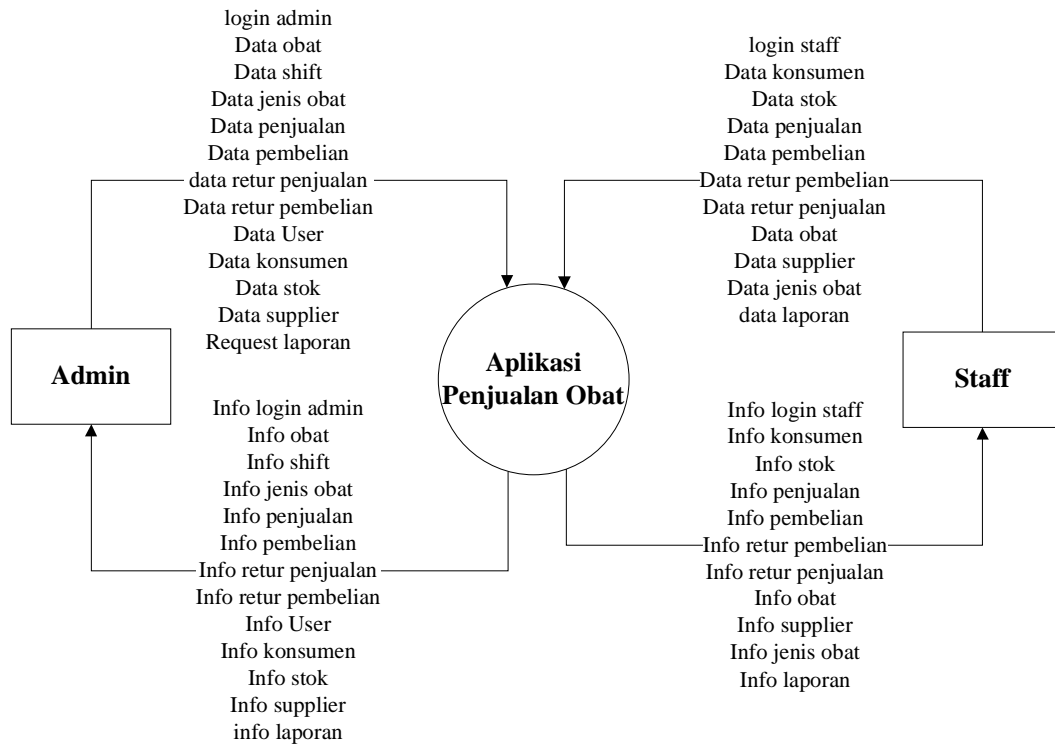 login admin
Data obat
Data shift
Data jenis obat
Data penjualan
Data pembelian
data retur penjualan
Data retur pembelian
Data User
Data konsumen
Data stok
Data supplier
Request laporan
login staff
Data konsumen
Data stok
Data penjualan
Data pembelian
Data retur pembelian
Data retur penjualan
Data obat
Data supplier
Data jenis obat
data laporan
Admin
Aplikasi
Penjualan Obat
Staff
Info login admin
Info obat
Info shift
Info jenis obat
Info penjualan
Info pembelian
Info retur penjualan
Info retur pembelian
Info User
Info konsumen
Info stok
Info supplier
info laporan
Info login staff
Info konsumen
Info stok
Info penjualan
Info pembelian
Info retur pembelian
Info retur penjualan
Info obat
Info supplier
Info jenis obat
Info laporan